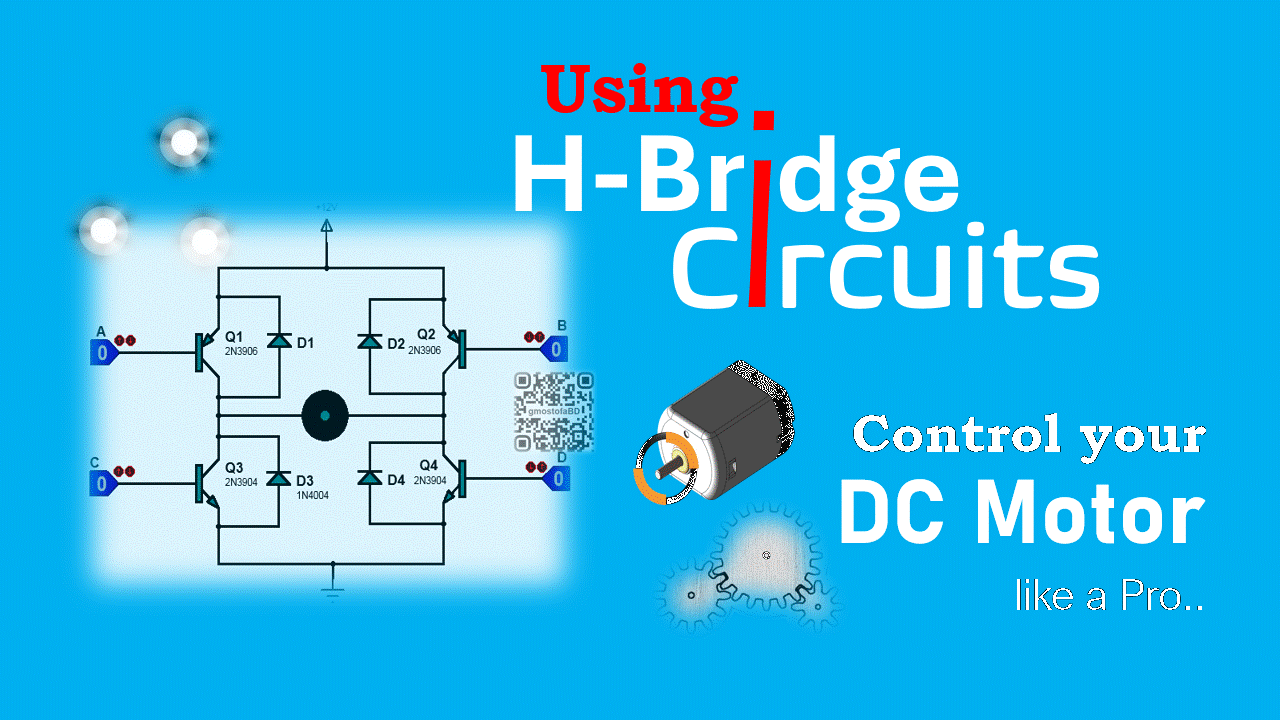 Using
H-Bridge
Circuits
+12V
A
0
Q1
2N3906
D1
D2
Q2
2N3906
B
0
gmostofaBD
C
0
Q3
2N3904
D3
1N4004
D4
Q4
2N3904
D
0
Control your
DC Motor
like a Pro..